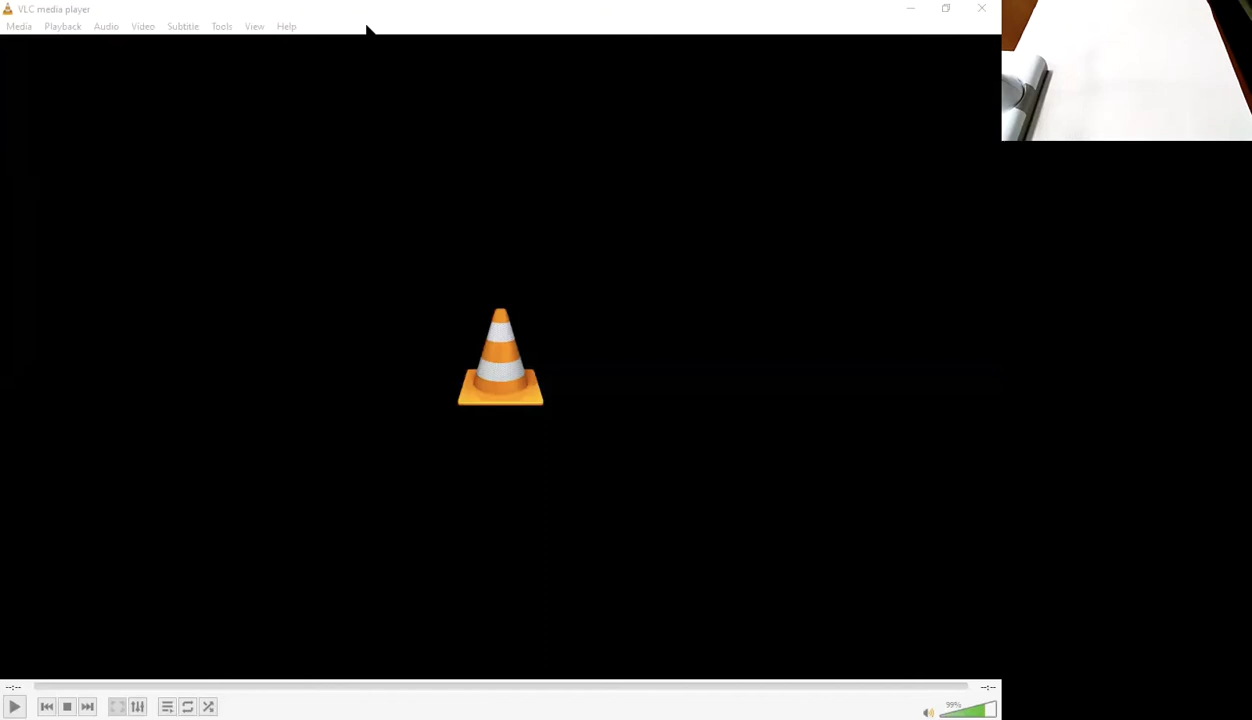 VLC media player
Media Playback Audio Video Subtitle Tools View Help
--:-- --:--
99%